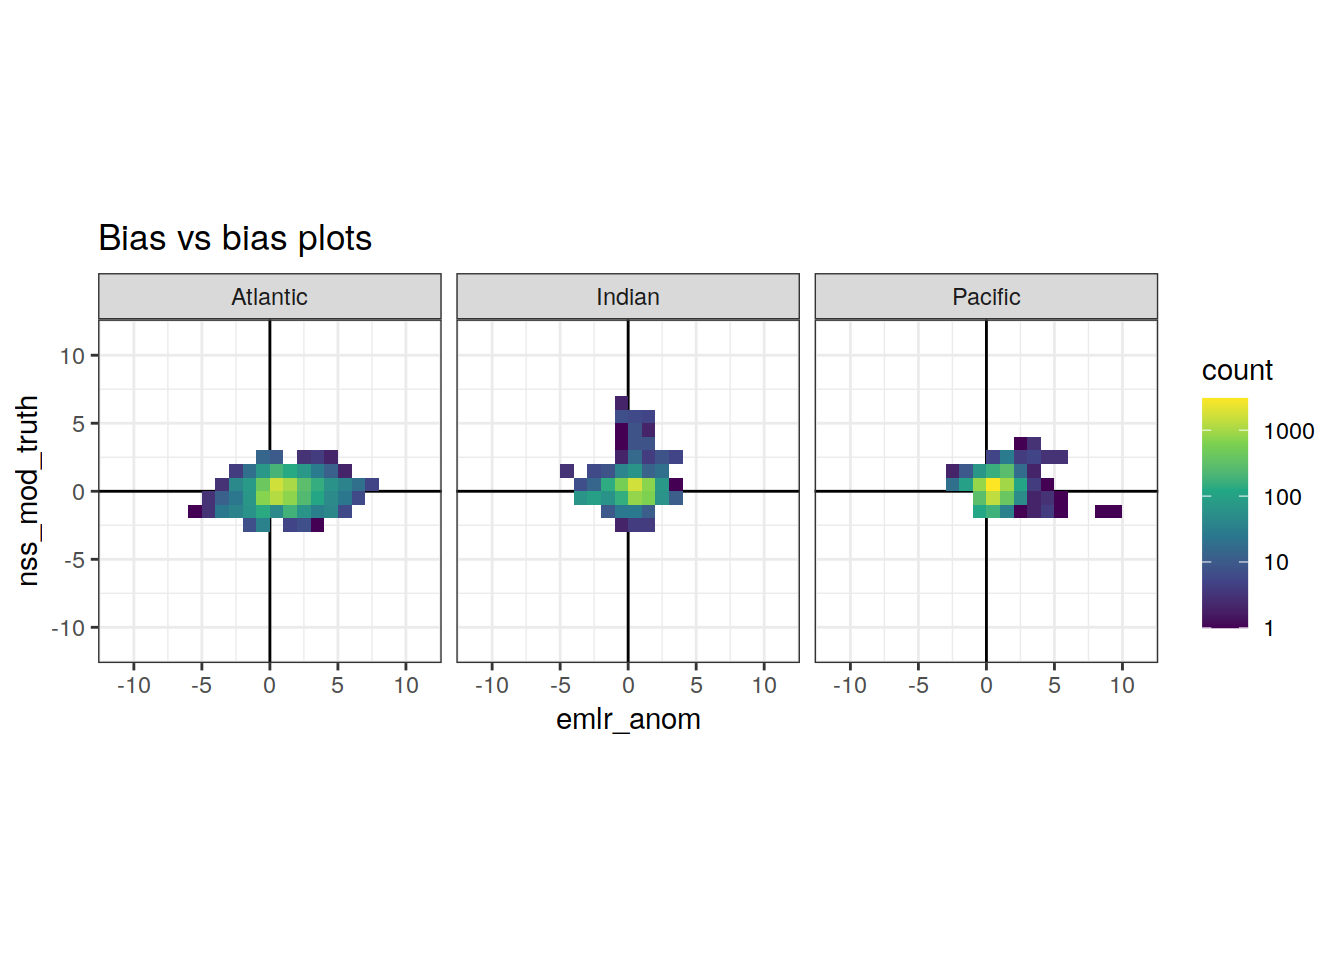 Bias vs bias plots
Atlantic Indian Pacific
10
5
0
-5
-10
-10 -5 0 5 10 -10 -5 0 5 10 -10 -5 0 5 10
emlr_anom
nss_mod_truth
count
1000
100
10
1